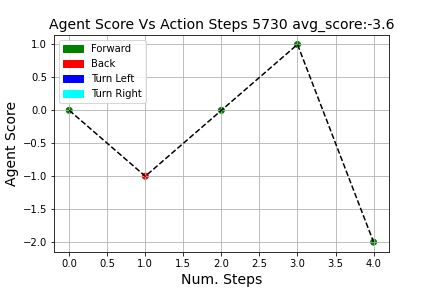 Agent Score Vs Action Steps 5730 avg_score:-3.6
Forward
Back
Turn Left
Turn Right
1.0
0.5
0.0
−0.5
−1.0
−1.5
−2.0
Agent Score
0.0 0.5 1.0 1.5 2.0 2.5 3.0 3.5 4.0
Num. Steps